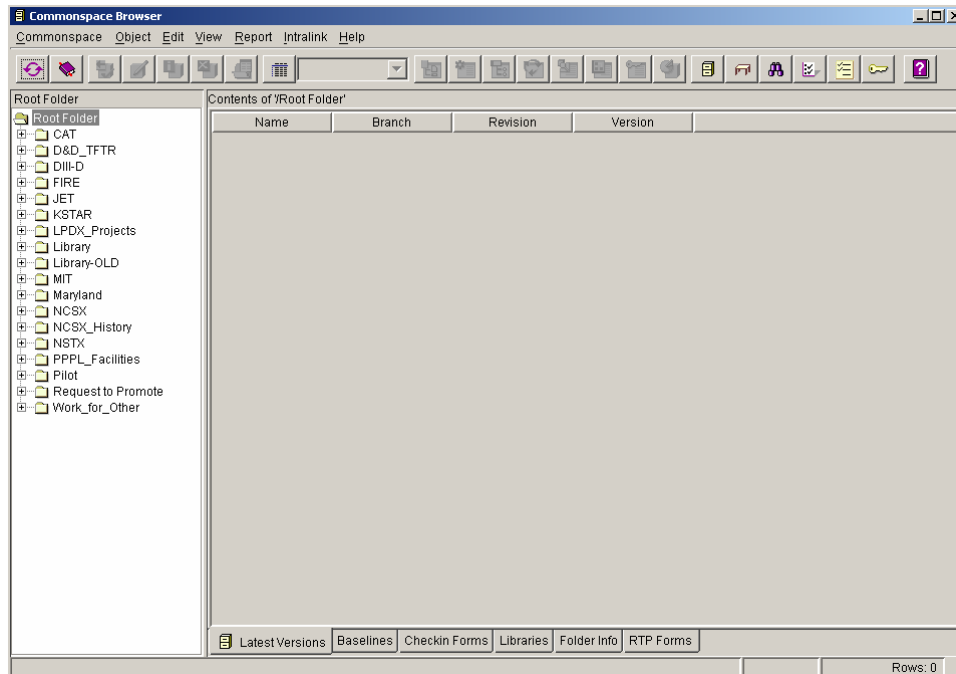 Commonspace Browser
Commonspace Object Edit View Report Intralink Help
Root Folder
Contents of '/Root Folder'
Root Folder
Name Branch Revision Version
CAT
D&D_TFTR
DIII-D
FIRE
JET
KSTAR
LPDX_Projects
Library
Library-OLD
MIT
Maryland
NCSX
NCSX_History
NSTX
PPPL_Facilities
Pilot
Request to Promote
Work_for_Other
Latest Versions Baselines Checkin Forms Libraries Folder Info RTP Forms
Rows: 0